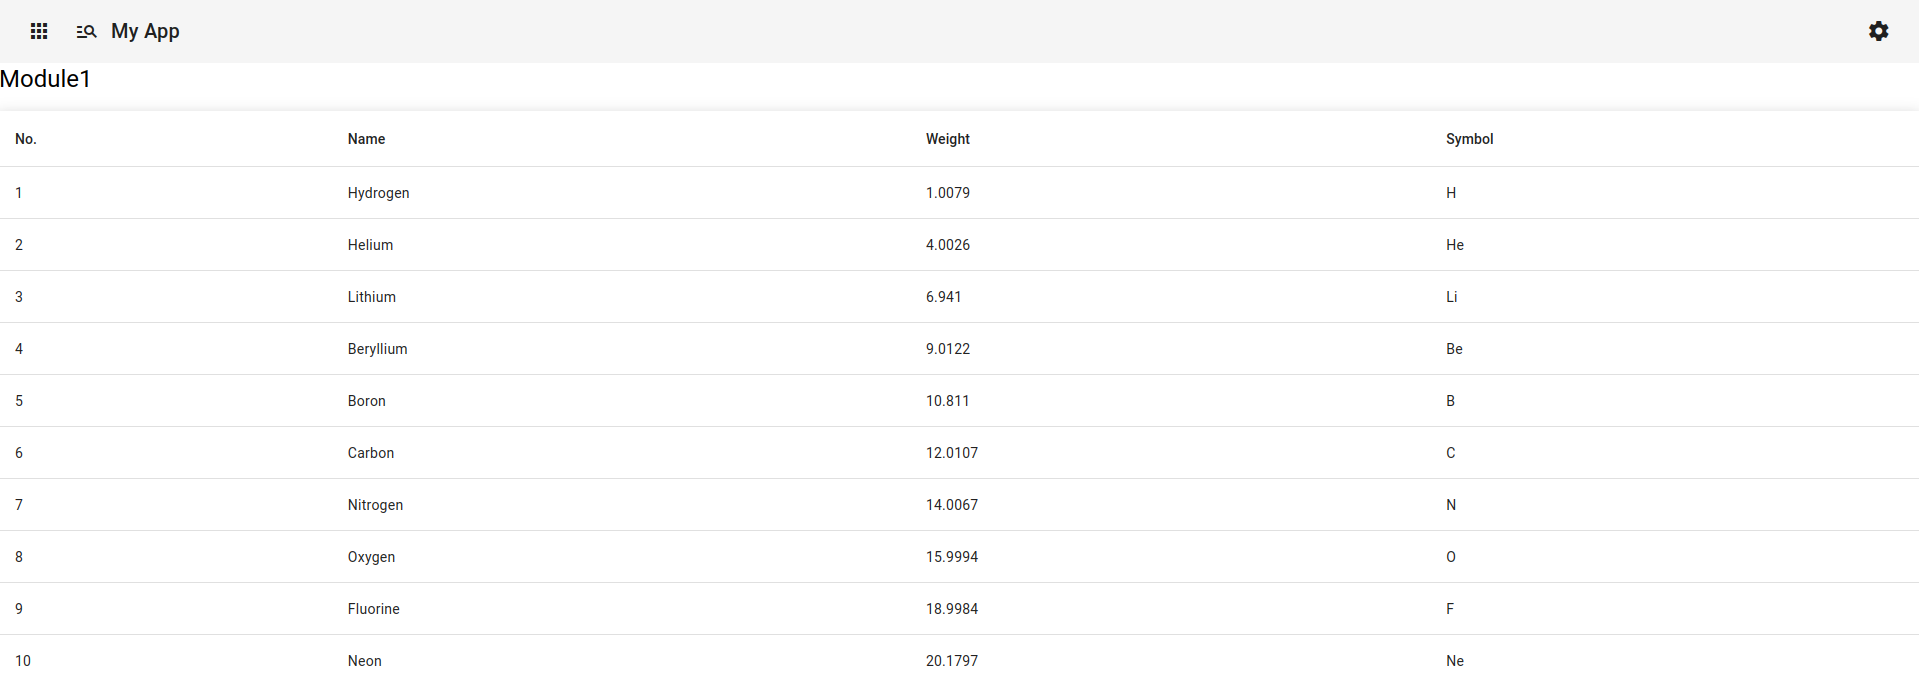 My App
Module1
No. Name Weight Symbol
1 Hydrogen 1.0079 H
2 Helium 4.0026 He
3 Lithium 6.941 Li
4 Beryllium 9.0122 Be
5 Boron 10.811 B
6 Carbon 12.0107 C
7 Nitrogen 14.0067 N
8 Oxygen 15.9994 O
9 Fluorine 18.9984 F
10 Neon 20.1797 Ne